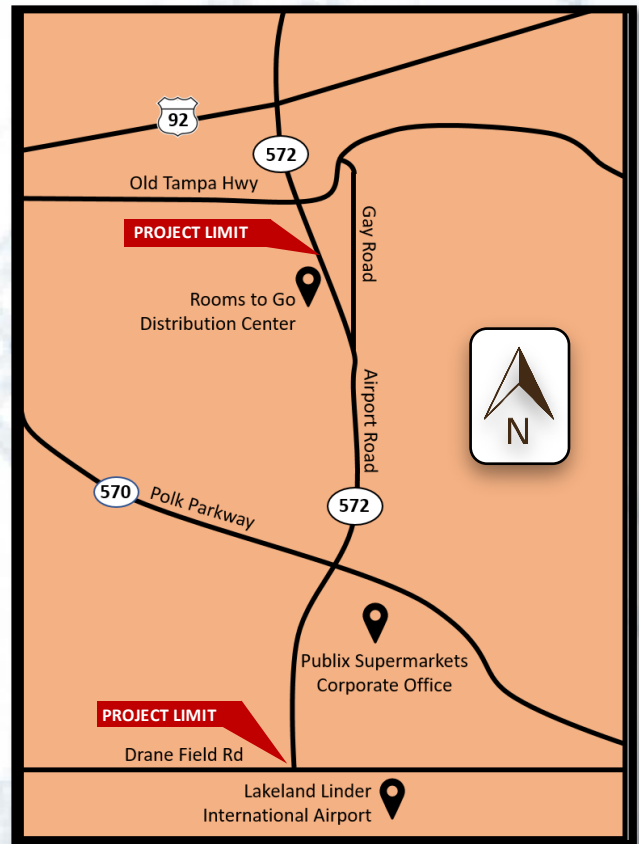 92
572
Old Tampa Hwy
PROJECT LIMIT
Gay Road
Rooms to Go
Distribution Center
Airport Road
N
570
Polk Parkway
572
Publix Supermarkets
Corporate Office
PROJECT LIMIT
Drane Field Rd
Lakeland Linder
International Airport